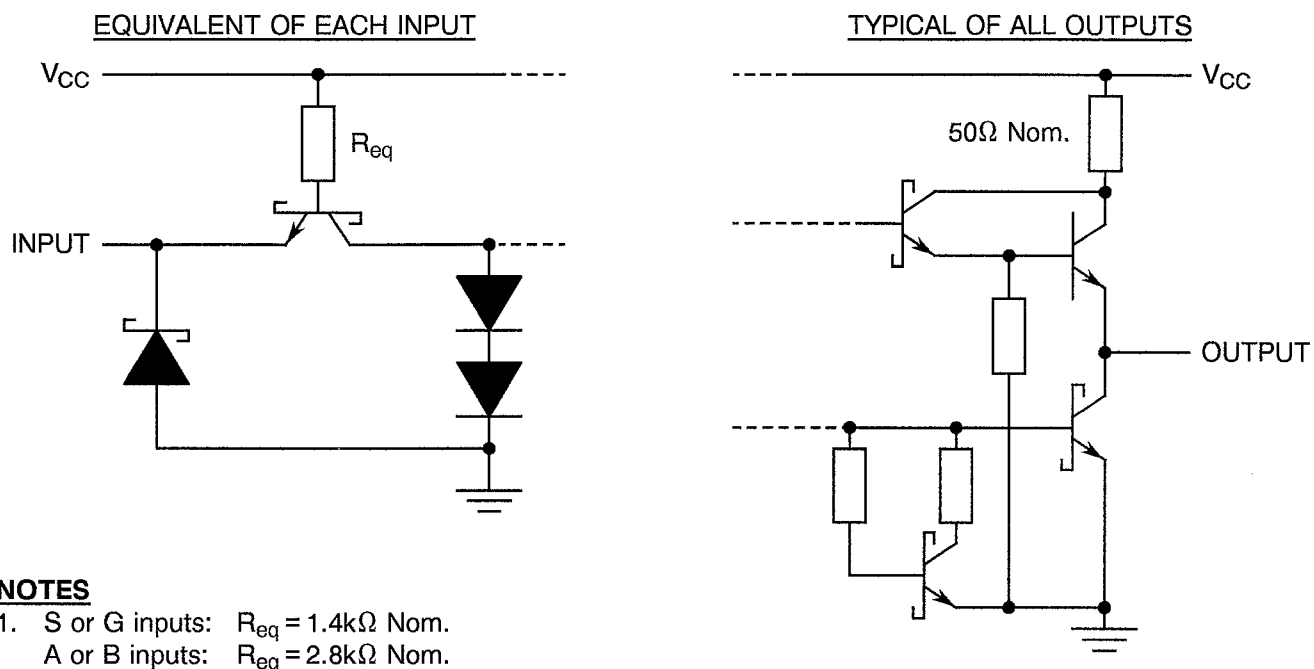 EQUIVALENT OF EACH INPUT
VCC
Req
INPUT
TYPICAL OF ALL OUTPUTS
VCC
50Ω Nom.
OUTPUT
NOTES
1. S or G inputs: Req = 1.4kΩ Nom.
A or B inputs: Req = 2.8kΩ Nom.